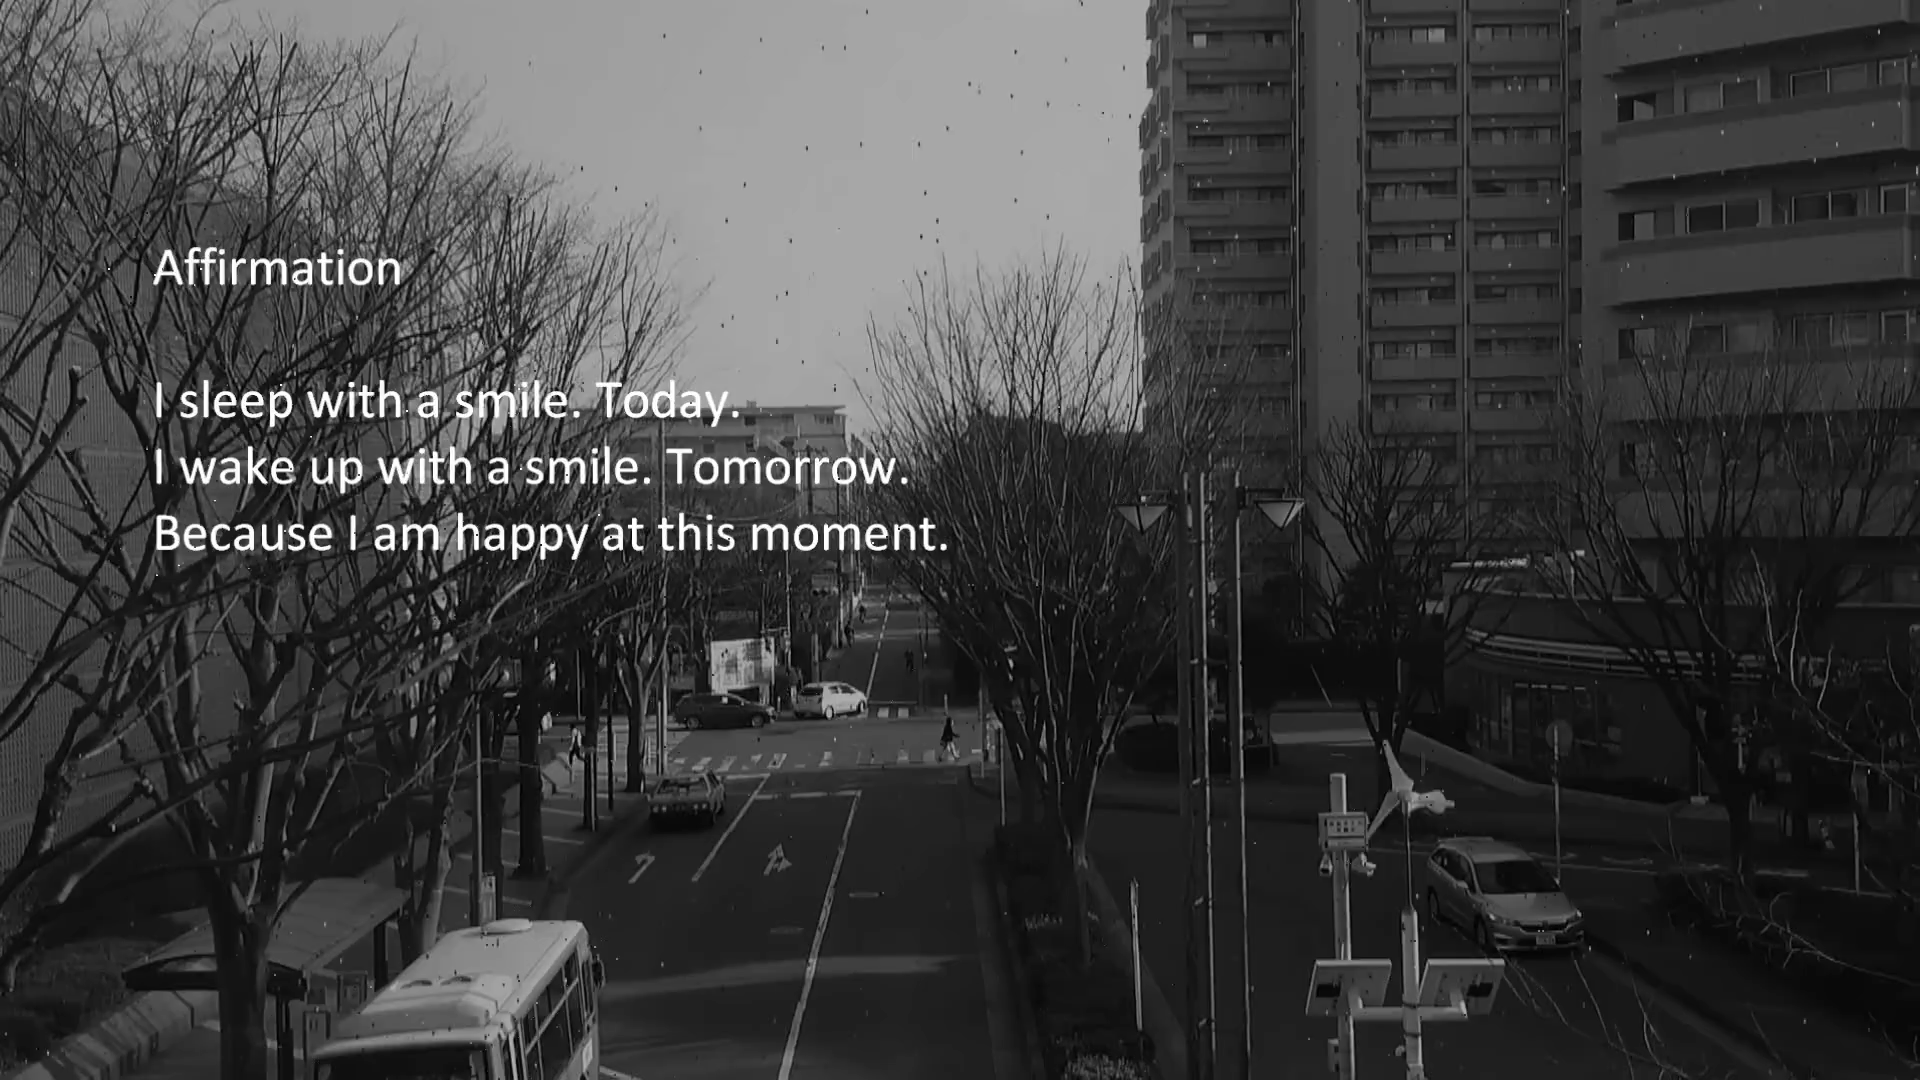 Affirmation
I sleep with a smile. Today.
I wake up with a smile. Tomorrow.
Because I am happy at this moment.